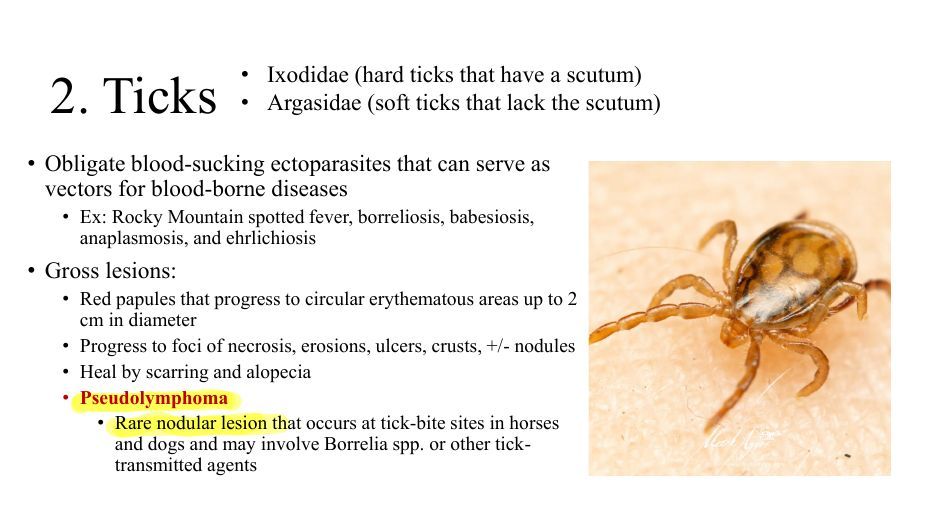 2. Ticks
• Ixodidae (hard ticks that have a scutum)
• Argasidae (soft ticks that lack the scutum)
• Obligate blood-sucking ectoparasites that can serve as
vectors for blood-borne diseases
• Ex: Rocky Mountain spotted fever, borreliosis, babesiosis,
anaplasmosis, and ehrlichiosis
• Gross lesions:
• Red papules that progress to circular erythematous areas up to 2
cm in diameter
• Progress to foci of necrosis, erosions, ulcers, crusts, +/- nodules
• Heal by scarring and alopecia
• Pseudolymphoma
• Rare nodular lesion that occurs at tick-bite sites in horses
and dogs and may involve Borrelia spp. or other tick-
transmitted agents